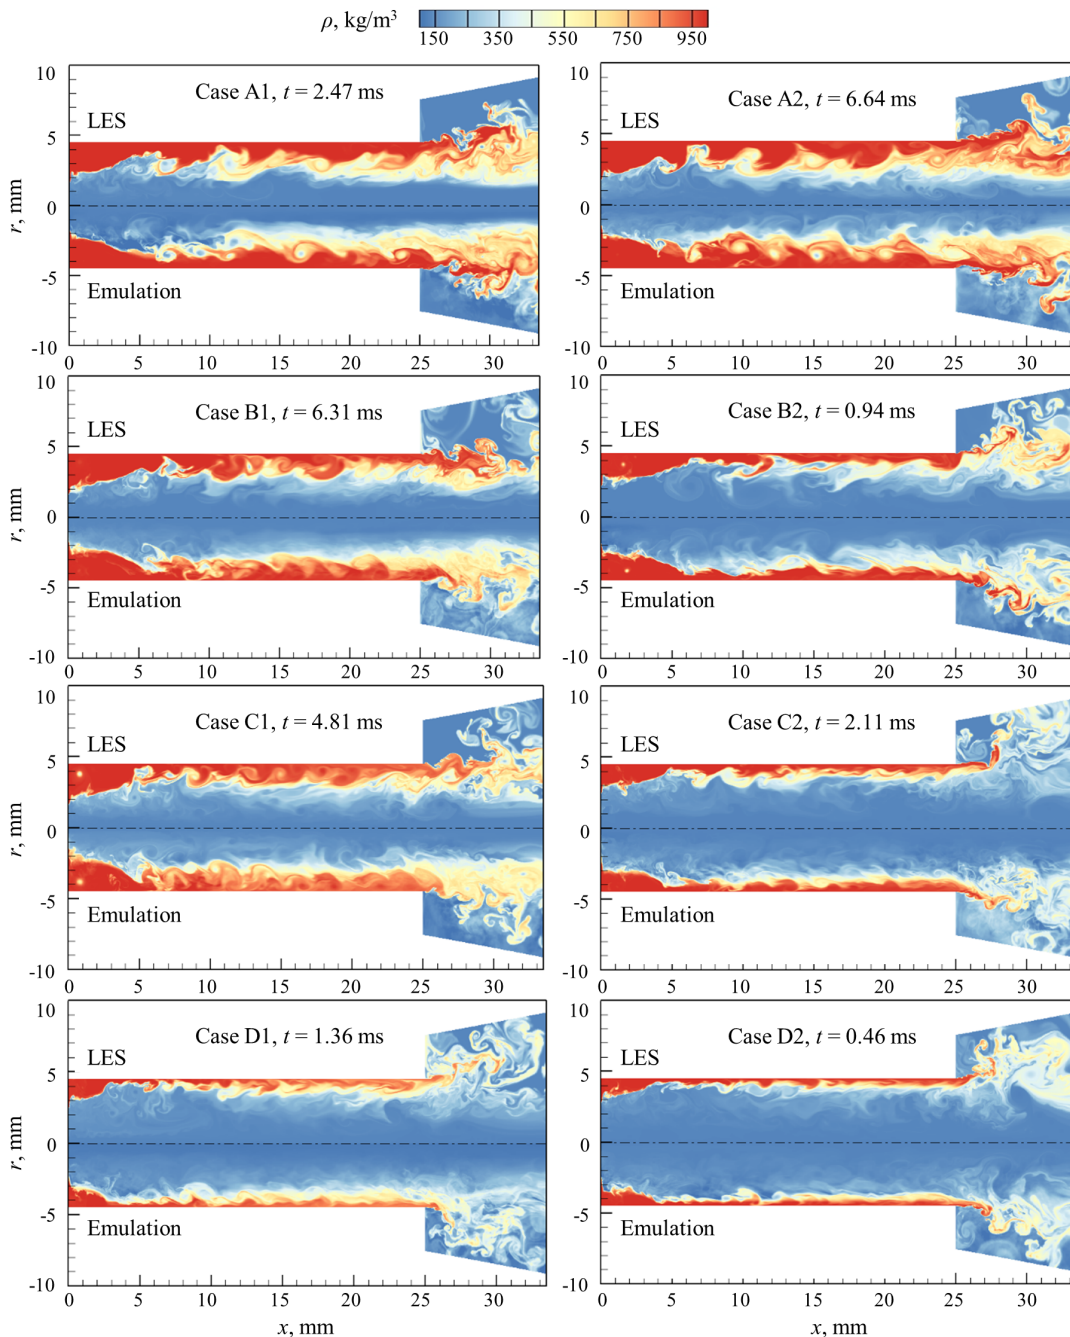 ρ, kg/m³
150 350 550 750 950
Case A1, t = 2.47 ms
LES
Emulation
r, mm
10
5
0
-5
-10
0 5 10 15 20 25 30
Case A2, t = 6.64 ms
LES
Emulation
10
5
0
-5
-10
0 5 10 15 20 25 30
Case B1, t = 6.31 ms
LES
Emulation
r, mm
10
5
0
-5
-10
0 5 10 15 20 25 30
Case B2, t = 0.94 ms
LES
Emulation
10
5
0
-5
-10
0 5 10 15 20 25 30
Case C1, t = 4.81 ms
LES
Emulation
r, mm
10
5
0
-5
-10
0 5 10 15 20 25 30
Case C2, t = 2.11 ms
LES
Emulation
10
5
0
-5
-10
0 5 10 15 20 25 30
Case D1, t = 1.36 ms
LES
Emulation
r, mm
10
5
0
-5
-10
0 5 10 15 20 25 30
x, mm
Case D2, t = 0.46 ms
LES
Emulation
10
5
0
-5
-10
0 5 10 15 20 25 30
x, mm